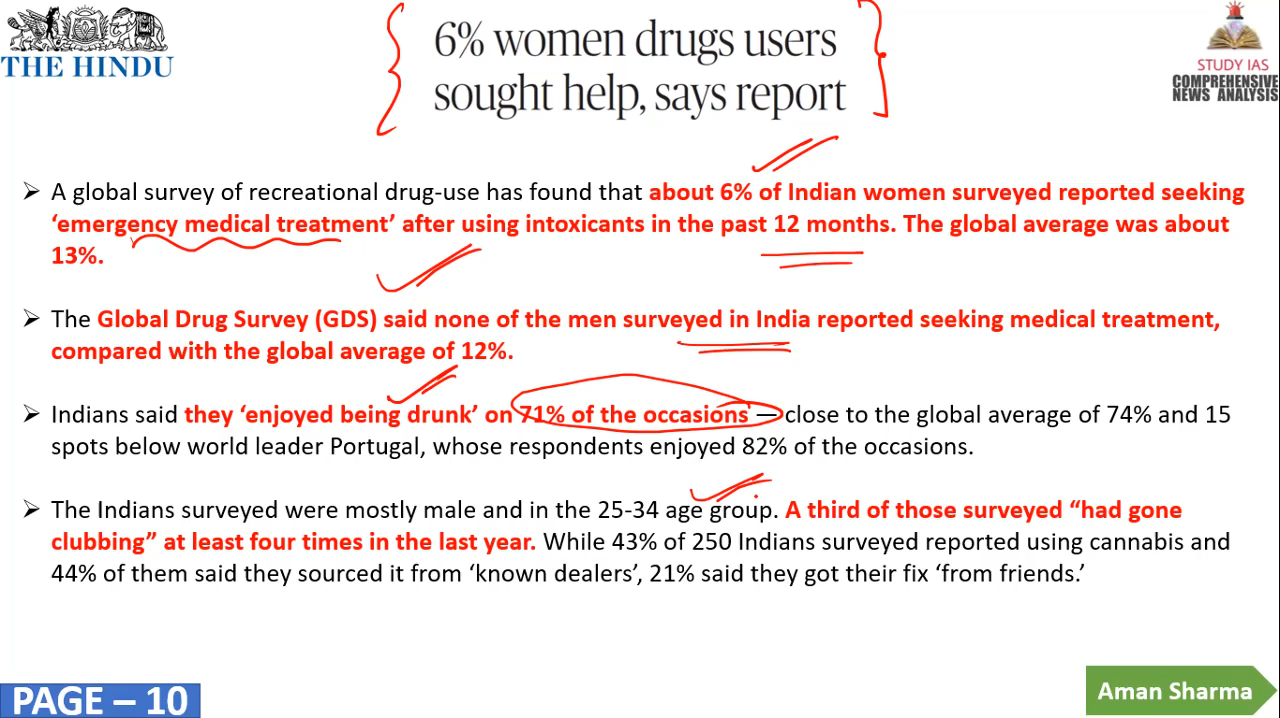 THE HINDU
6% women drugs users
sought help, says report
STUDY IAS
COMPREHENSIVE
NEWS ANALYSIS
➢ A global survey of recreational drug-use has found that about 6% of Indian women surveyed reported seeking
‘emergency medical treatment’ after using intoxicants in the past 12 months. The global average was about
13%.
➢ The Global Drug Survey (GDS) said none of the men surveyed in India reported seeking medical treatment,
compared with the global average of 12%.
➢ Indians said they ‘enjoyed being drunk’ on 71% of the occasions — close to the global average of 74% and 15
spots below world leader Portugal, whose respondents enjoyed 82% of the occasions.
➢ The Indians surveyed were mostly male and in the 25-34 age group. A third of those surveyed “had gone
clubbing” at least four times in the last year. While 43% of 250 Indians surveyed reported using cannabis and
44% of them said they sourced it from ‘known dealers’, 21% said they got their fix ‘from friends.’
PAGE – 10
Aman Sharma